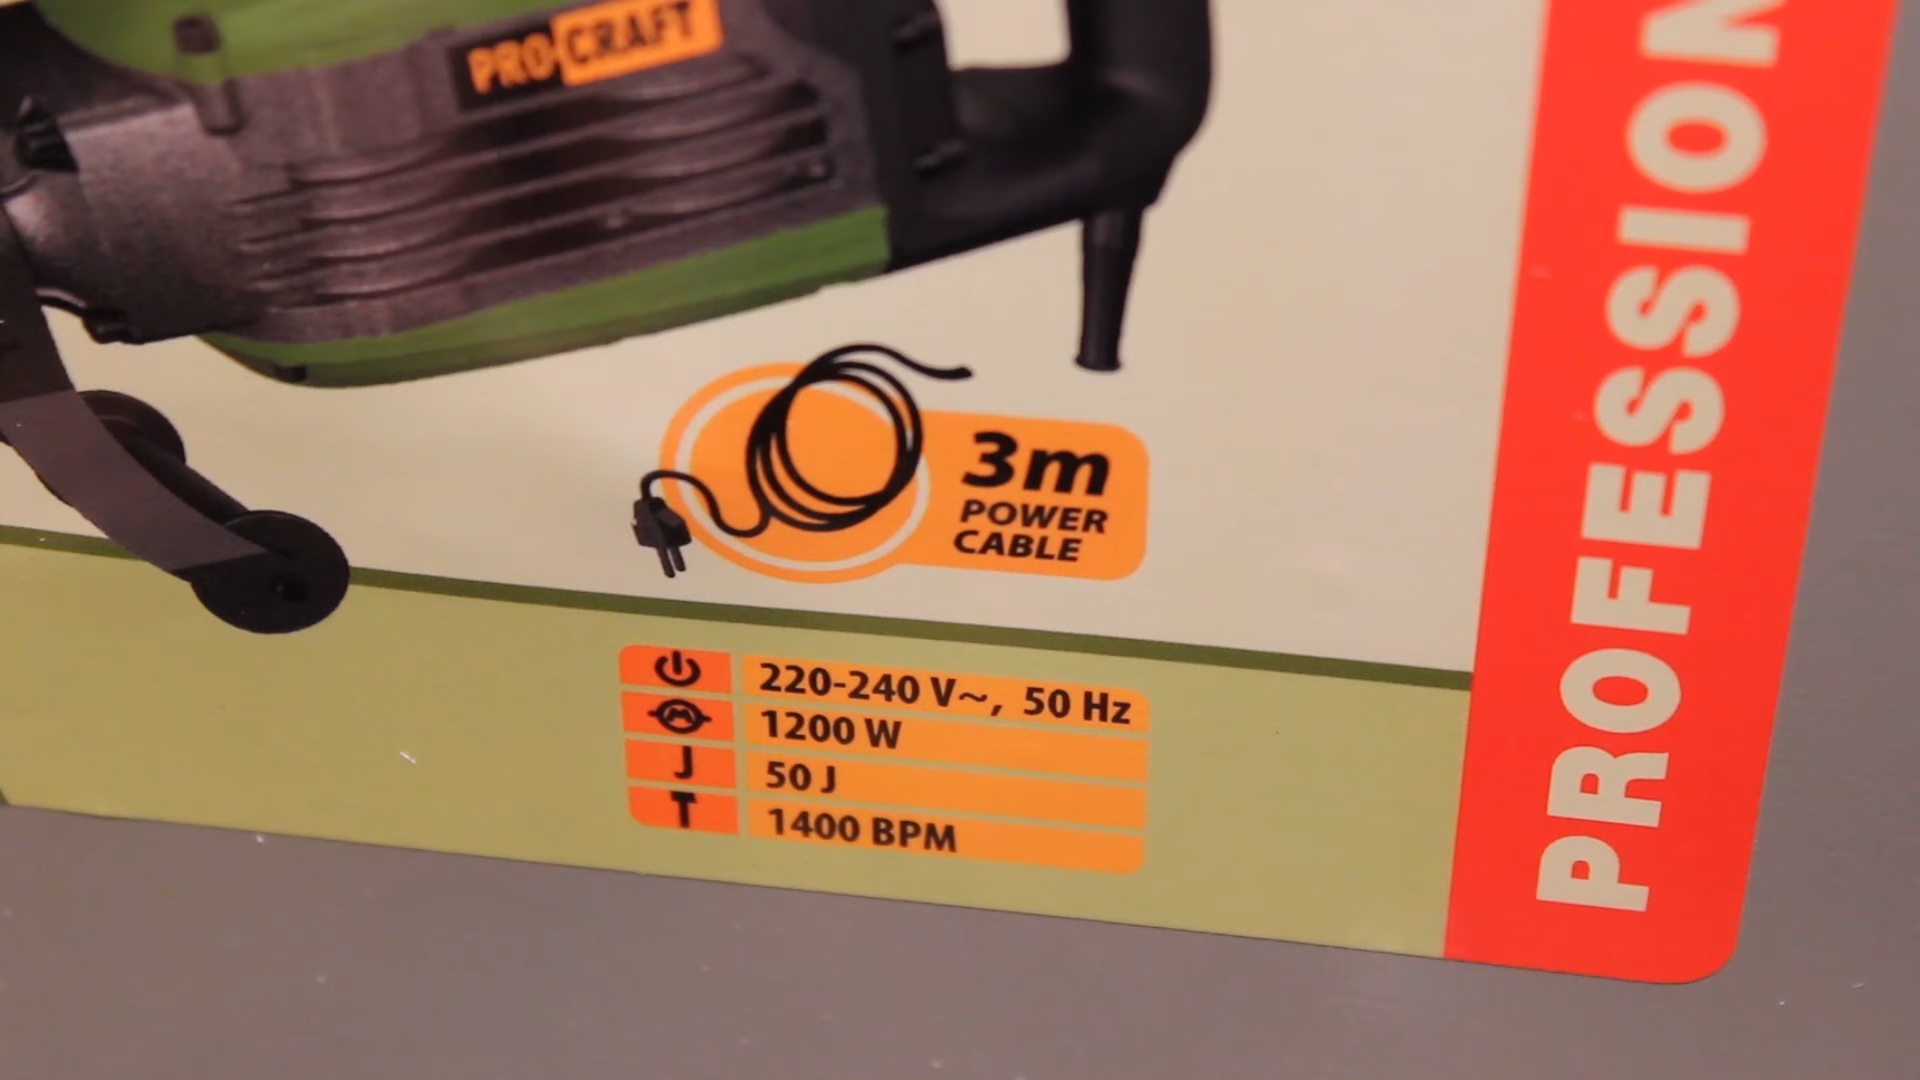 PRO-CRAFT
3m
POWER
CABLE
220-240 V~, 50 Hz
1200 W
J
50 J
T
1400 BPM
PROFESSION